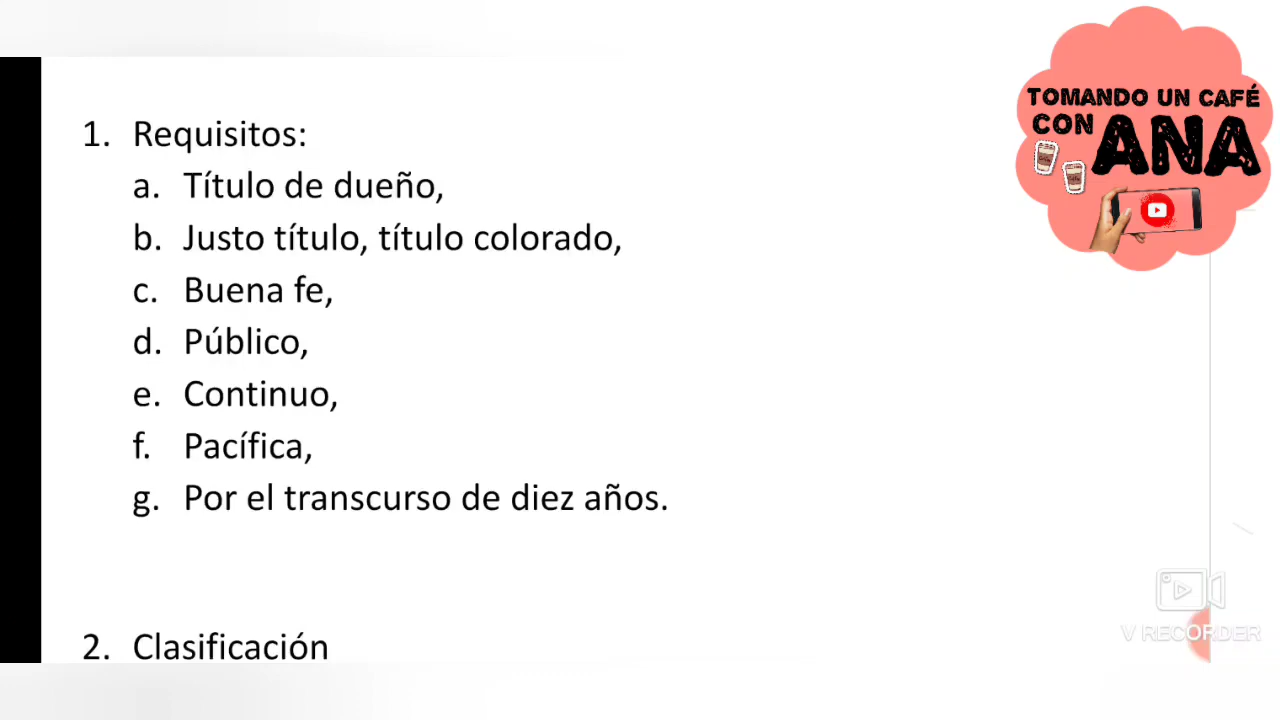 1. Requisitos:
a. Título de dueño,
b. Justo título, título colorado,
c. Buena fe,
d. Público,
e. Continuo,
f. Pacífica,
g. Por el transcurso de diez años.
2. Clasificación
TOMANDO UN CAFÉ
CON ANA
V RECORDER